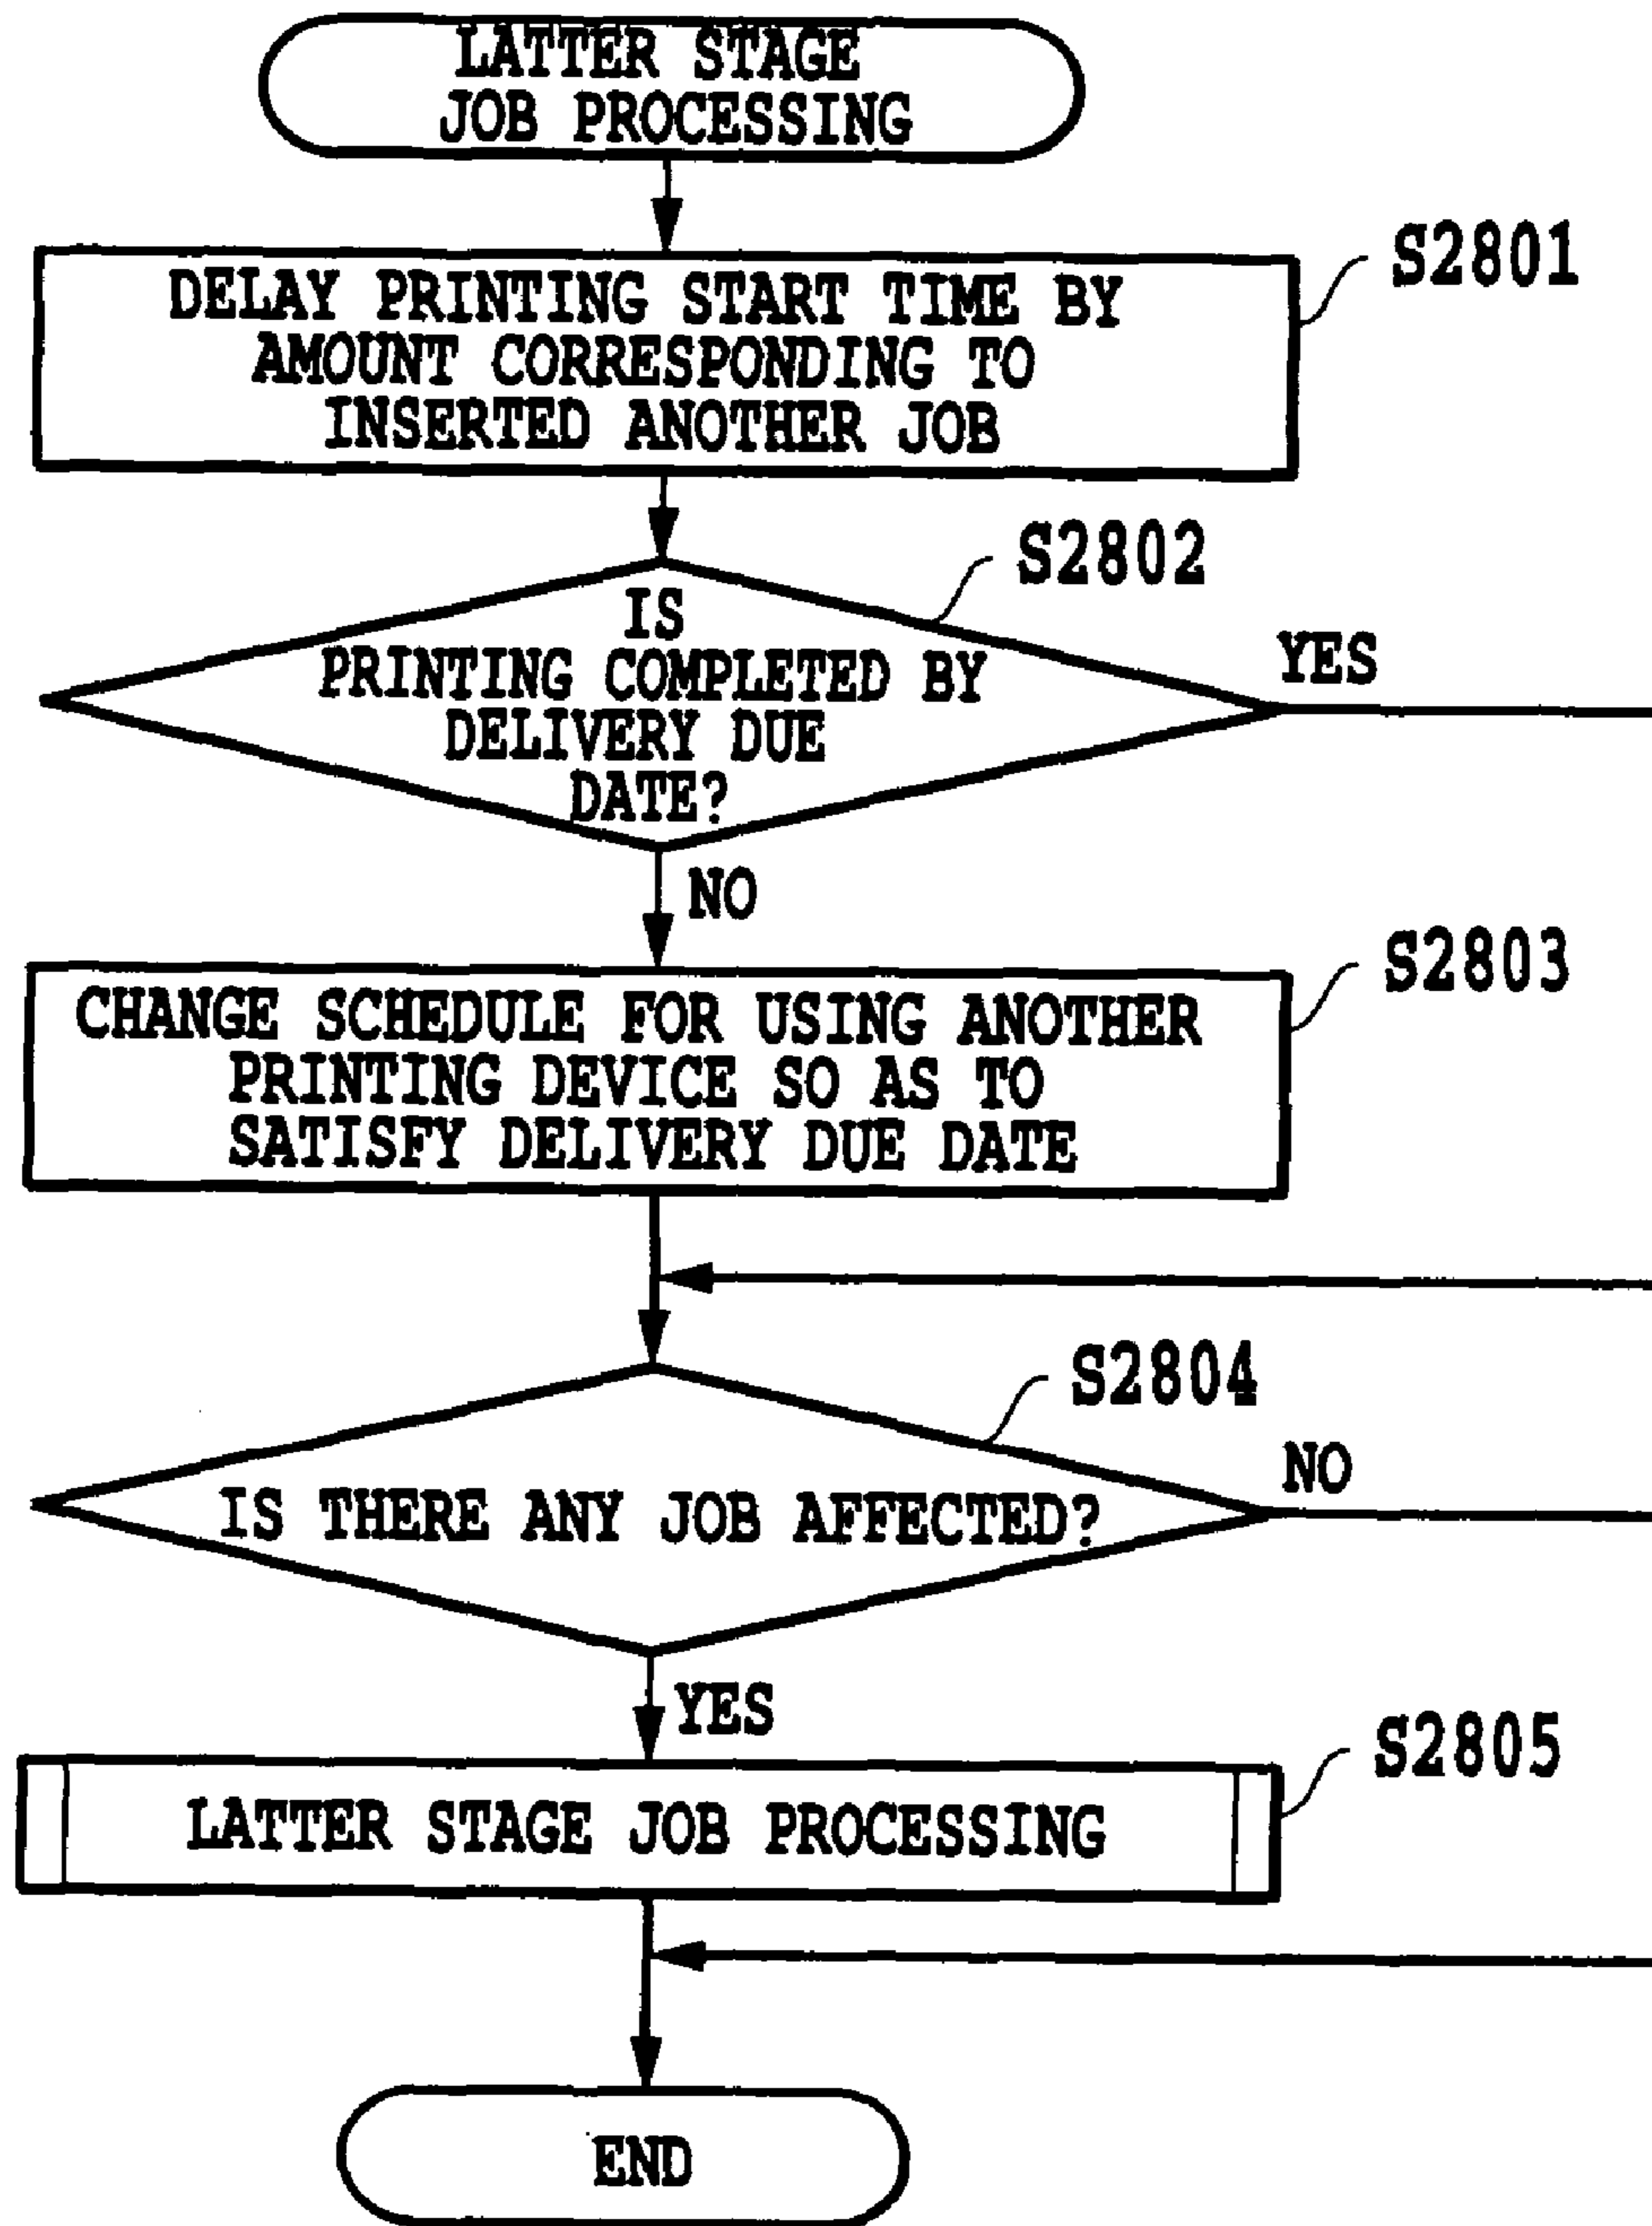 LATTER STAGE
JOB PROCESSING
S2801
DELAY PRINTING START TIME BY
AMOUNT CORRESPONDING TO
INSERTED ANOTHER JOB
S2802
IS
PRINTING COMPLETED BY
DELIVERY DUE
DATE?
YES
NO
S2803
CHANGE SCHEDULE FOR USING ANOTHER
PRINTING DEVICE SO AS TO
SATISFY DELIVERY DUE DATE
S2804
IS THERE ANY JOB AFFECTED?
NO
YES
S2805
LATTER STAGE JOB PROCESSING
END